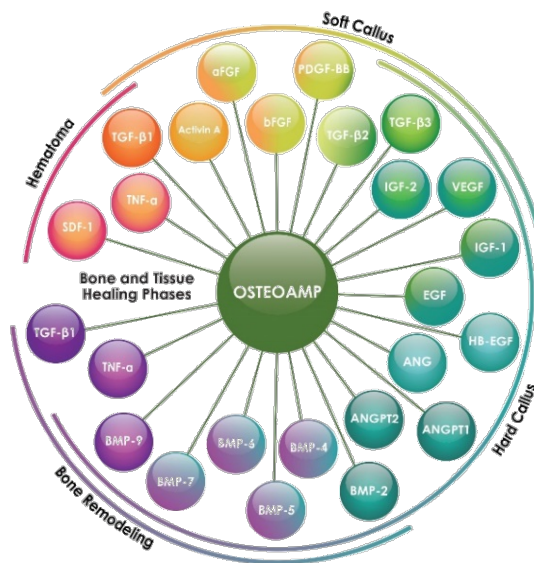 Soft Callus
aFGF
PDGF-BB
TGF-β1
Activin A
bFGF
TGF-β2
TGF-β3
Hematoma
TNF-α
IGF-2
VEGF
SDF-1
IGF-1
Bone and Tissue
Healing Phases
OSTEOAMP
EGF
TGF-β1
HB-EGF
TNF-α
ANG
ANGPT2
ANGPT1
Hard Callus
BMP-9
BMP-6
BMP-4
BMP-7
BMP-5
BMP-2
Bone Remodeling